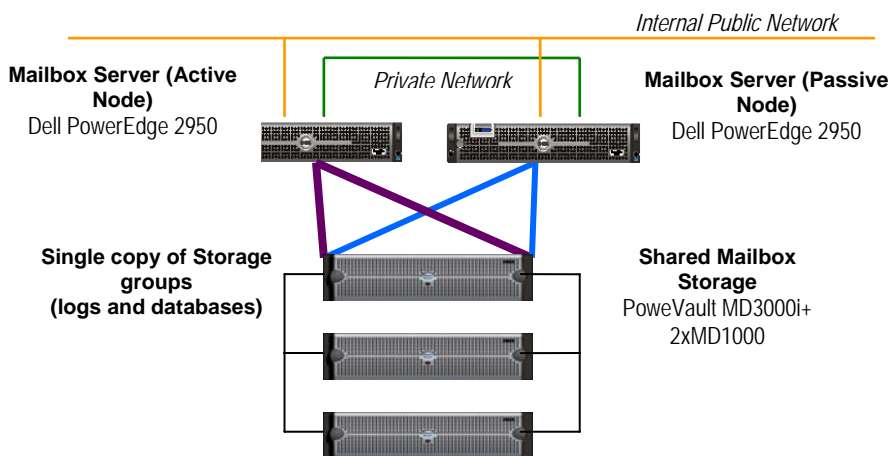 Internal Public Network
Mailbox Server (Active
Node)
Dell PowerEdge 2950
Private Network
Mailbox Server (Passive
Node)
Dell PowerEdge 2950
Single copy of Storage
groups
(logs and databases)
Shared Mailbox
Storage
PoweVault MD3000i+
2xMD1000